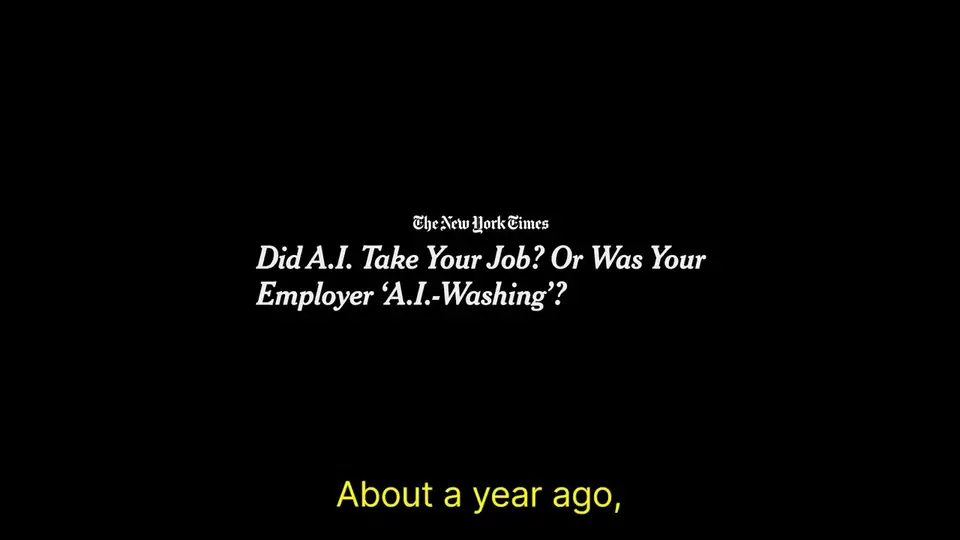 The New York Times
Did A.I. Take Your Job? Or Was Your
Employer ‘A.I.-Washing’?
About a year ago,